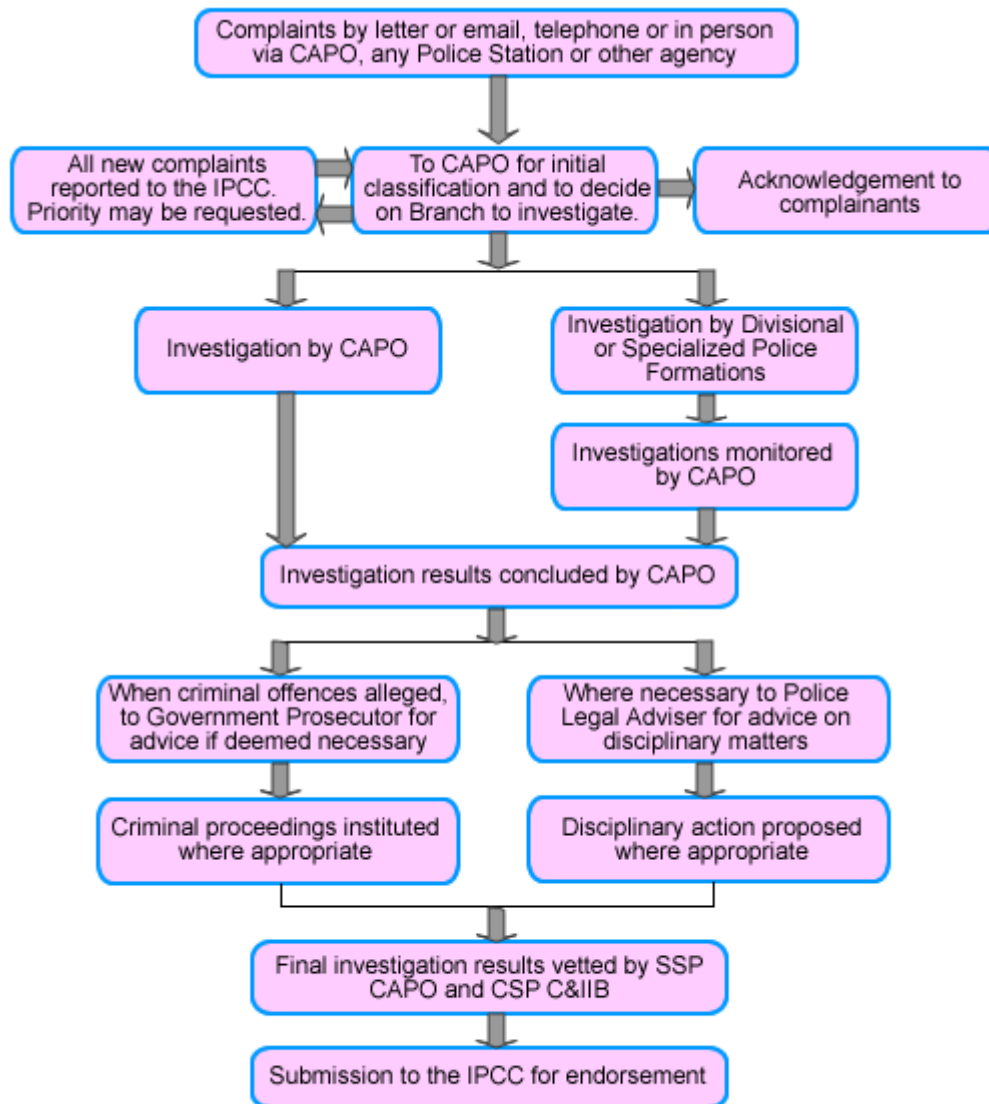 Complaints by letter or email, telephone or in person
via CAPO, any Police Station or other agency
All new complaints
reported to the IPCC.
Priority may be requested.
To CAPO for initial
classification and to decide
on Branch to investigate.
Acknowledgement to
complainants
Investigation by CAPO
Investigation by Divisional
or Specialized Police
Formations
Investigations monitored
by CAPO
Investigation results concluded by CAPO
When criminal offences alleged,
to Government Prosecutor for
advice if deemed necessary
Where necessary to Police
Legal Adviser for advice on
disciplinary matters
Criminal proceedings instituted
where appropriate
Disciplinary action proposed
where appropriate
Final investigation results vetted by SSP
CAPO and CSP C&IIB
Submission to the IPCC for endorsement